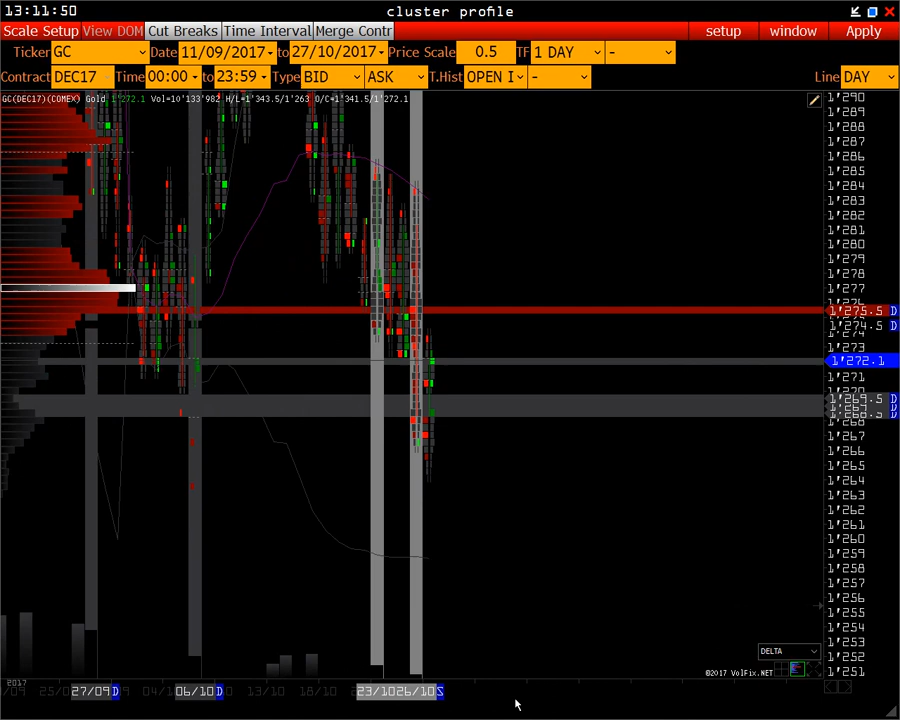 13:11:50 cluster profile
Scale Setup View DOM Cut Breaks Time Interval Merge Contr setup window Apply
Ticker GC Date 11/09/2017 to 27/10/2017 Price Scale 0.5 TF 1 DAY -
Contract DEC17 Time 00:00 to 23:59 Type BID ASK T.Hist OPEN I - Line DAY
GC(DEC17)(COMEX) Gold 1'272.1 Vol=10'133'982 H/L=1'343.5/1'263 O/C=1'341.5/1'272.1
1'290
1'289
1'288
1'287
1'286
1'285
1'284
1'283
1'282
1'281
1'280
1'279
1'278
1'277
1'275.5 D
1'274.5 D
1'273
1'272.1
1'271
1'269.5 D
1'268.5 D
1'267
1'266
1'265
1'264
1'263
1'262
1'261
1'260
1'259
1'258
1'257
1'256
1'255
1'254
1'253
1'252
1'251
DELTA
©2017 VolFix.NET
2017
27/09 D 06/10 D 13/10 18/10 23/10 26/10 S